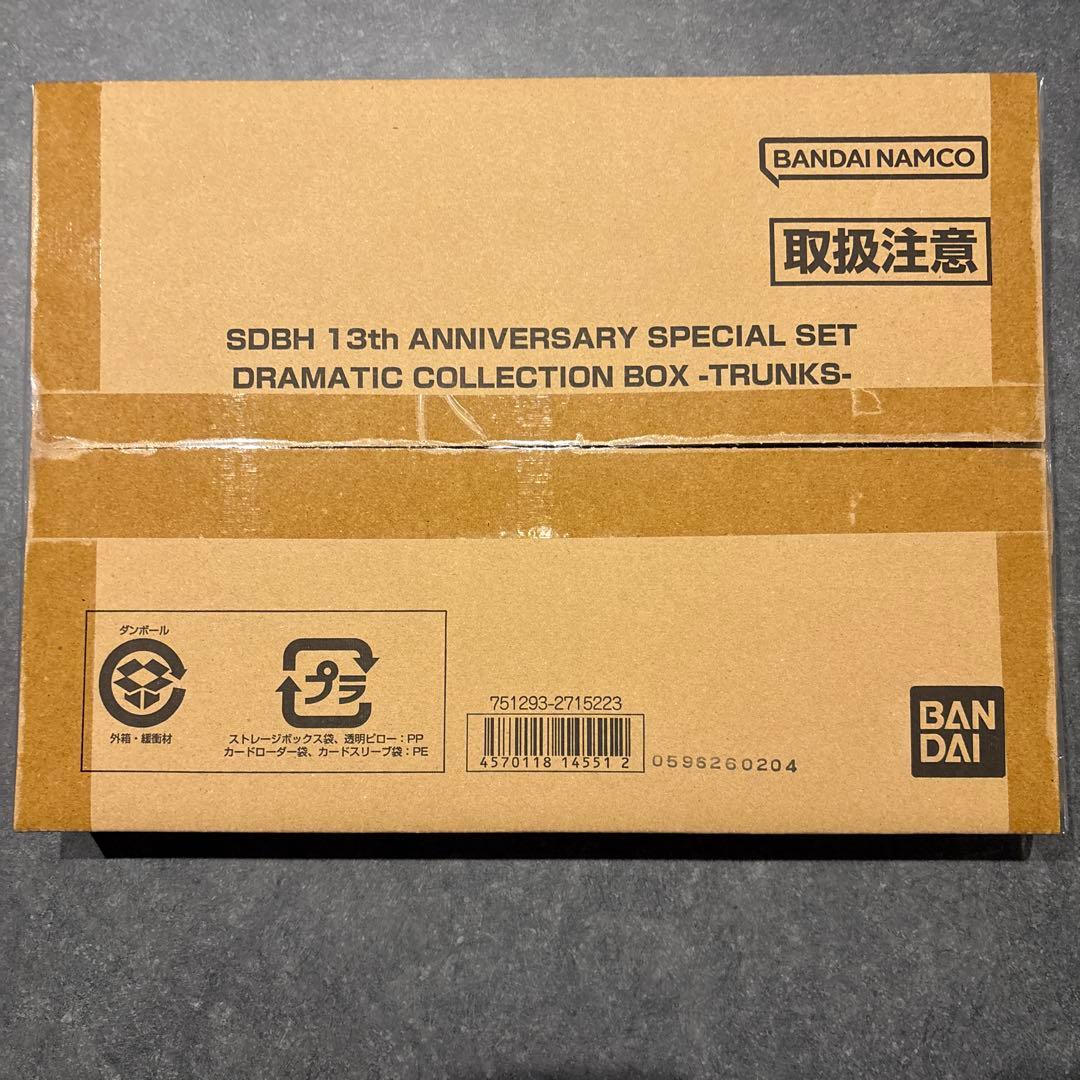 BANDAI NAMCO
取扱注意
SDBH 13th ANNIVERSARY SPECIAL SET
DRAMATIC COLLECTION BOX -TRUNKS-
ダンボール
外箱・緩衝材
プラ
ストレージボックス袋、透明ピロー：PP
カードローダー袋、カードスリーブ袋：PE
751293-2715223
4570118 14551 2
0596260204
BAN
DAI